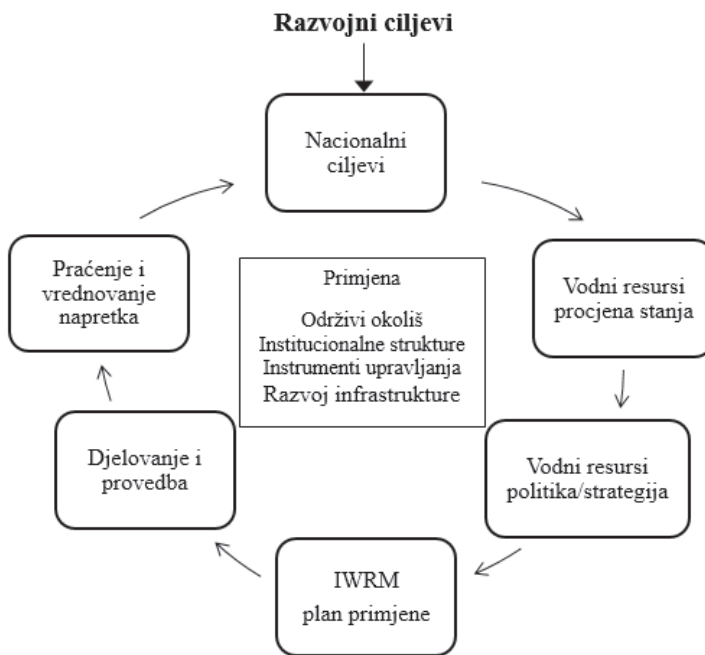 Razvojni ciljevi
Nacionalni
ciljevi
Vodni resursi
procjena stanja
Vodni resursi
politika/strategija
IWRM
plan primjene
Djelovanje i
provedba
Praćenje i
vrednovanje
napretka
Primjena
Održivi okoliš
Institucionalne strukture
Instrumenti upravljanja
Razvoj infrastrukture